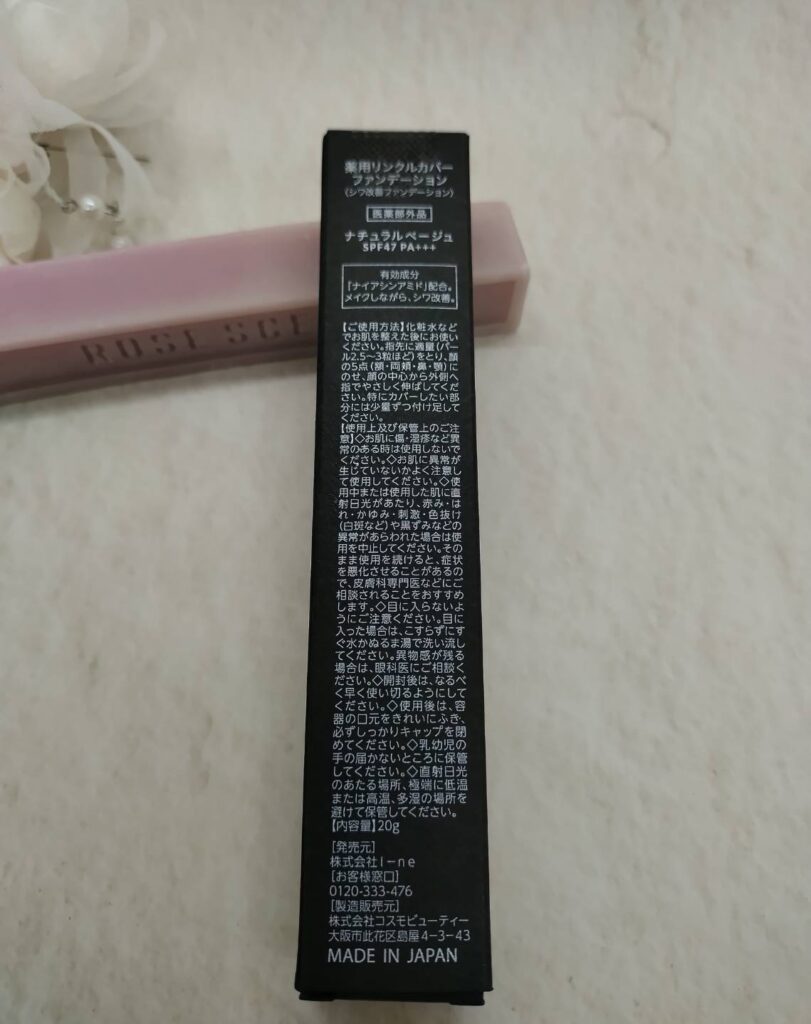 薬用リンクルカバー
ファンデーション
(シワ改善ファンデーション)
医薬部外品
ナチュラルベージュ
SPF47 PA+++
有効成分
「ナイアシンアミド」配合。
メイクしながら、シワ改善。
【ご使用方法】化粧水など
でお肌を整えた後にお使い
ください。指先に適量(パー
ル2.5～3粒ほど)をとり、顔
の5点(額・両頬・鼻・顎)に
のせ、顔の中心から外側へ
指でやさしく伸ばしてくだ
さい。特にカバーしたい部
分には少量ずつ付け足して
ください。
【使用上及び保管上のご注
意】◇お肌に傷・湿疹など異
常のある時は使用しないで
ください。◇お肌に異常が
生じていないかよく注意し
て使用してください。◇使
用中または使用した肌に直
射日光があたり、赤み・は
れ・かゆみ・刺激・色抜け
(白斑など)や黒ずみなどの
異常があらわれた場合は使
用を中止してください。その
まま使用を続けると、症状
を悪化させることがあるの
で、皮膚科専門医などにご
相談されることをおすすめ
します。◇目に入らないよ
うにご注意ください。目に
入った場合は、こすらずにす
ぐ水かぬるま湯で洗い流し
てください。異物感が残る
場合は、眼科医にご相談く
ださい。◇開封後は、なるべ
く早く使い切るようにして
ください。◇使用後は、容
器の口元をきれいにふき、
必ずしっかりキャップを閉
めてください。◇乳幼児の
手の届かないところに保管
してください。◇直射日光
のあたる場所、極端に低温
または高温、多湿の場所を
避けて保管してください。
【内容量】20g
[発売元]
株式会社I-ne
[お客様窓口]
0120-333-476
[製造販売元]
株式会社コスモビューティー
大阪市此花区島屋4-3-43
MADE IN JAPAN
ROSE